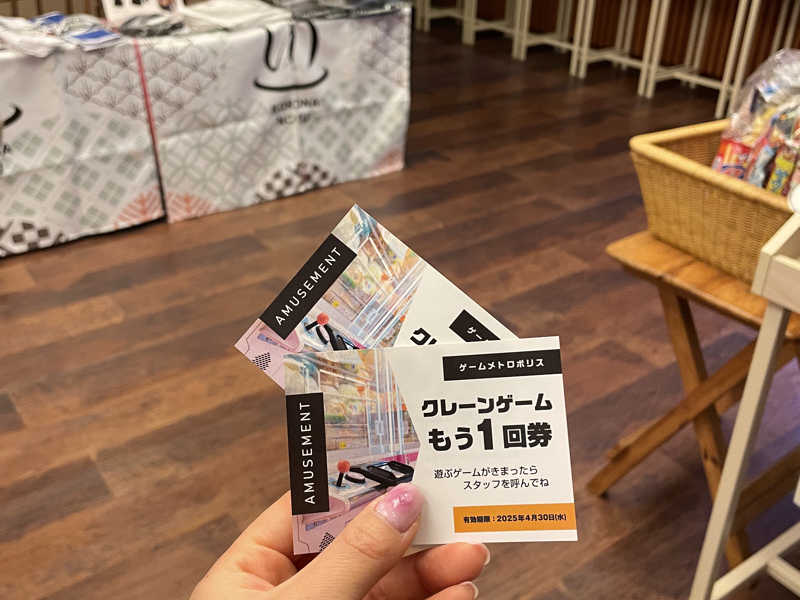 AMUSEMENT
ゲームメトロポリス
クレーンゲーム
もう1回券
AMUSEMENT
遊ぶゲームがきまったら
スタッフを呼んでね
有効期限：2025年4月30日(水)